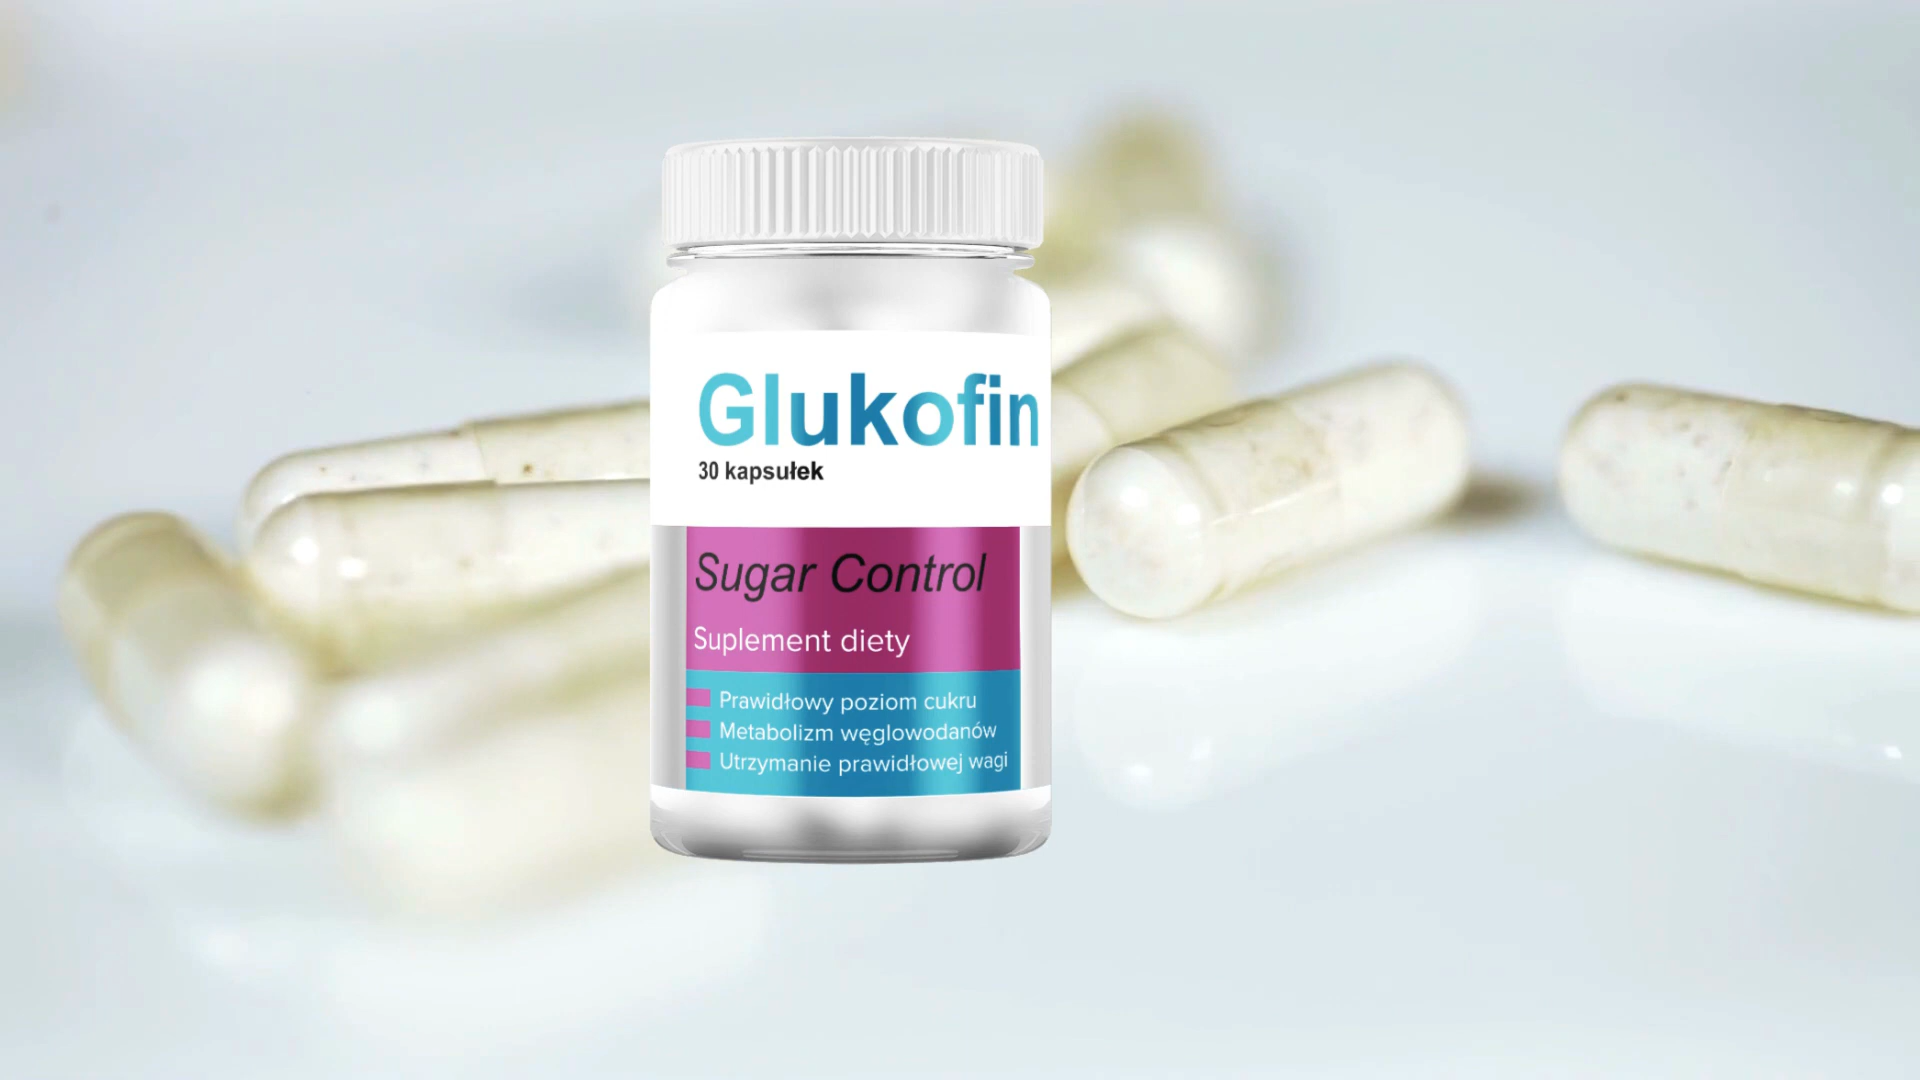 Glukofin
30 kapsułek
Sugar Control
Suplement diety
Prawidłowy poziom cukru
Metabolizm węglowodanów
Utrzymanie prawidłowej wagi